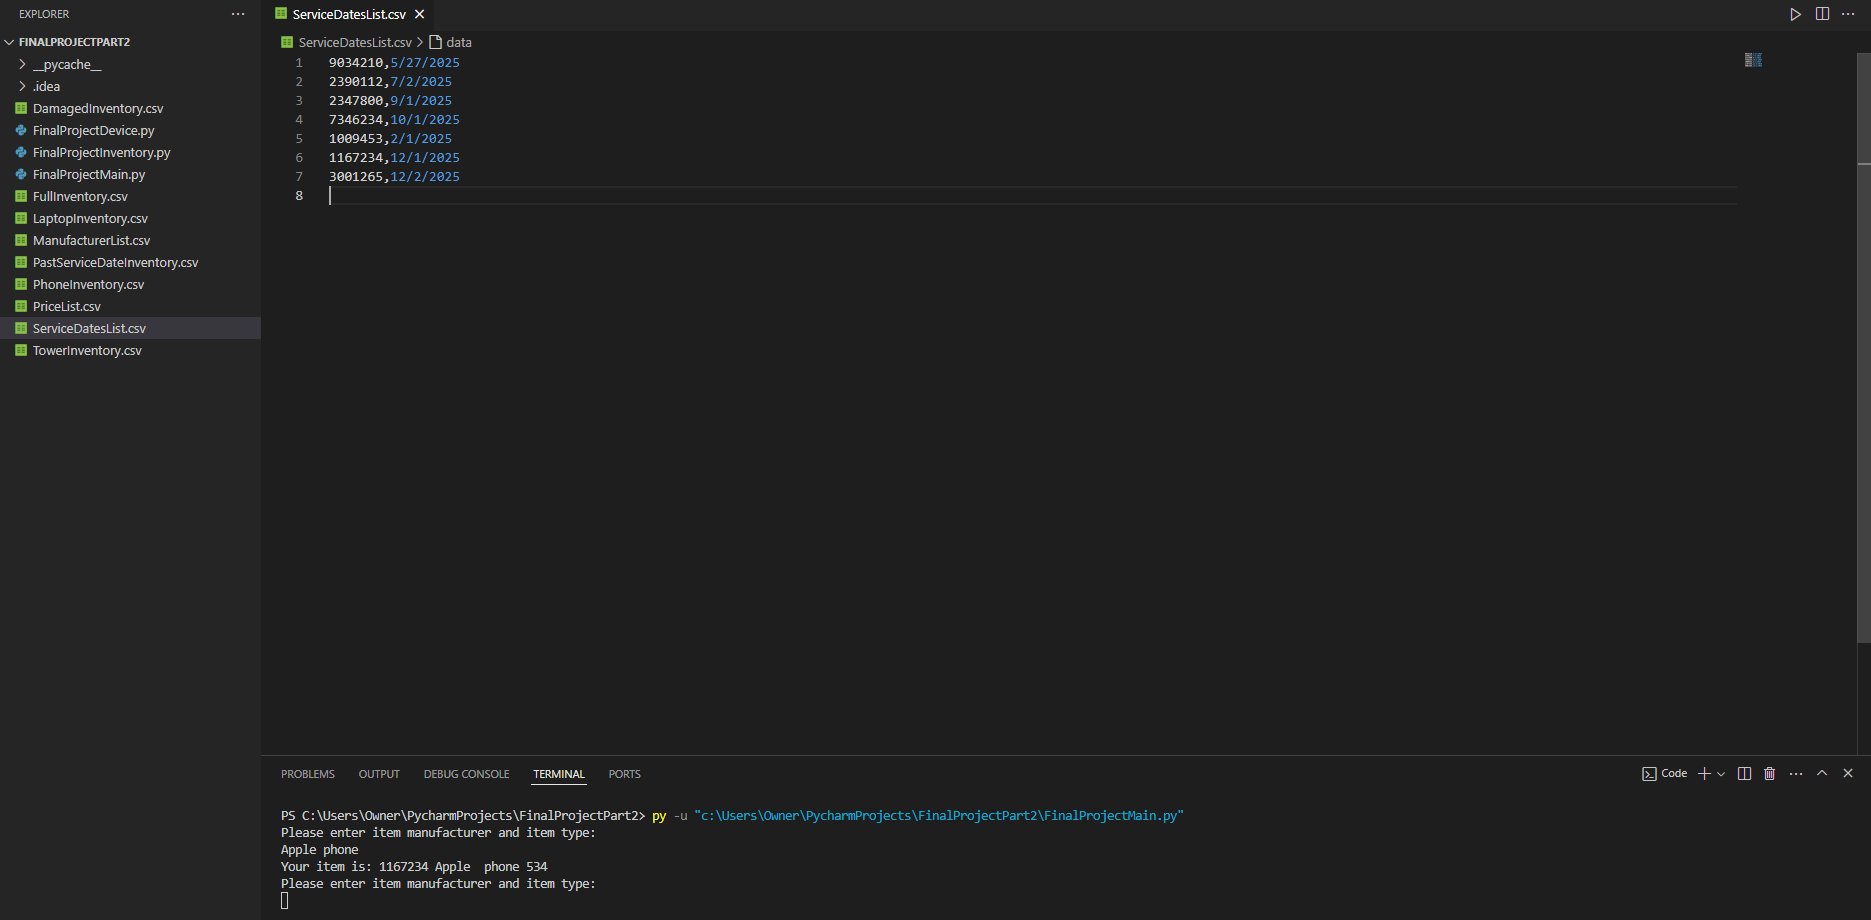 EXPLORER
FINALPROJECTPART2
__pycache__
.idea
DamagedInventory.csv
FinalProjectDevice.py
FinalProjectInventory.py
FinalProjectMain.py
FullInventory.csv
LaptopInventory.csv
ManufacturerList.csv
PastServiceDateInventory.csv
PhoneInventory.csv
PriceList.csv
ServiceDatesList.csv
TowerInventory.csv
ServiceDatesList.csv
ServiceDatesList.csv > data
1 9034210,5/27/2025
2 2390112,7/2/2025
3 2347800,9/1/2025
4 7346234,10/1/2025
5 1009453,2/1/2025
6 1167234,12/1/2025
7 3001265,12/2/2025
8
PROBLEMS OUTPUT DEBUG CONSOLE TERMINAL PORTS
Code
PS C:\Users\Owner\PycharmProjects\FinalProjectPart2> py -u "c:\Users\Owner\PycharmProjects\FinalProjectPart2\FinalProjectMain.py"
Please enter item manufacturer and item type:
Apple phone
Your item is: 1167234 Apple  phone 534
Please enter item manufacturer and item type: